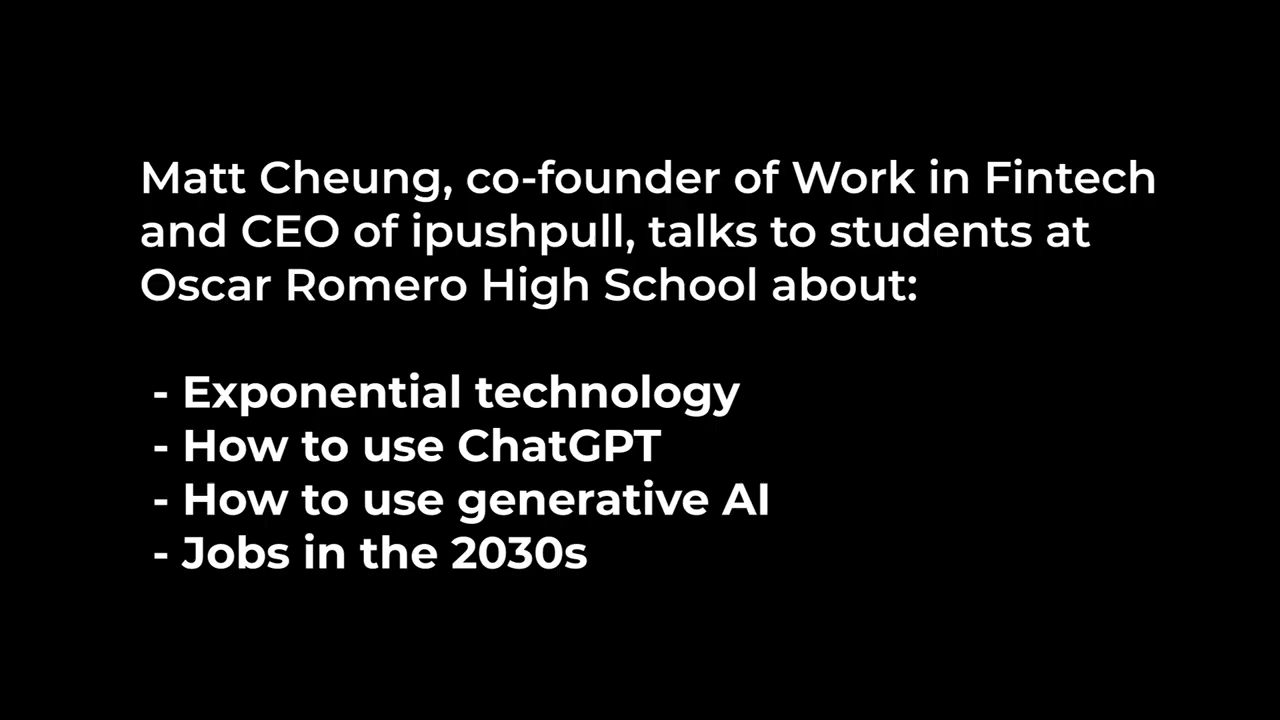 Matt Cheung, co-founder of Work in Fintech
and CEO of ipushpull, talks to students at
Oscar Romero High School about:
- Exponential technology
- How to use ChatGPT
- How to use generative AI
- Jobs in the 2030s